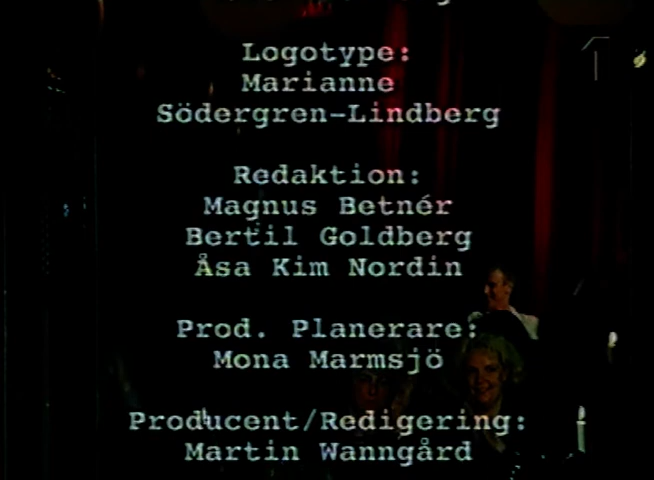 Logotype:
Marianne
Södergren-Lindberg
Redaktion:
Magnus Betnér
Bertil Goldberg
Åsa Kim Nordin
Prod. Planerare:
Mona Marmsjö
Producent/Redigering:
Martin Wanngård